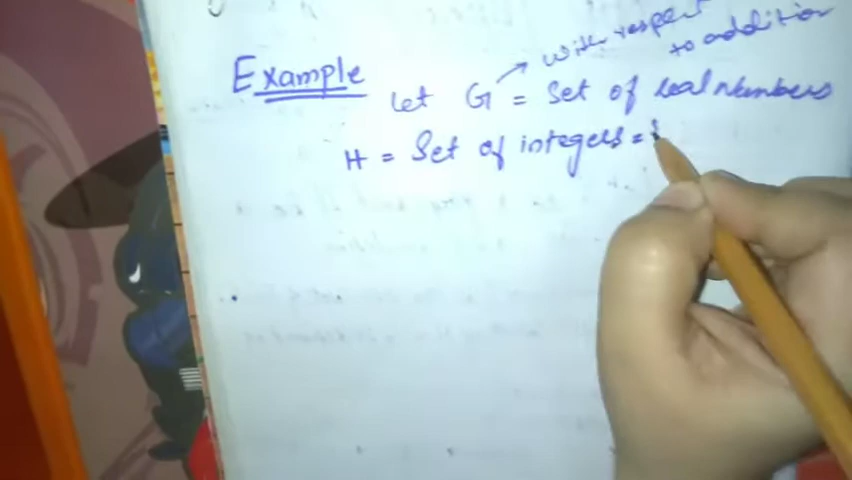 with respect
to addition
Example
Let G = Set of real numbers
H = Set of integers = {